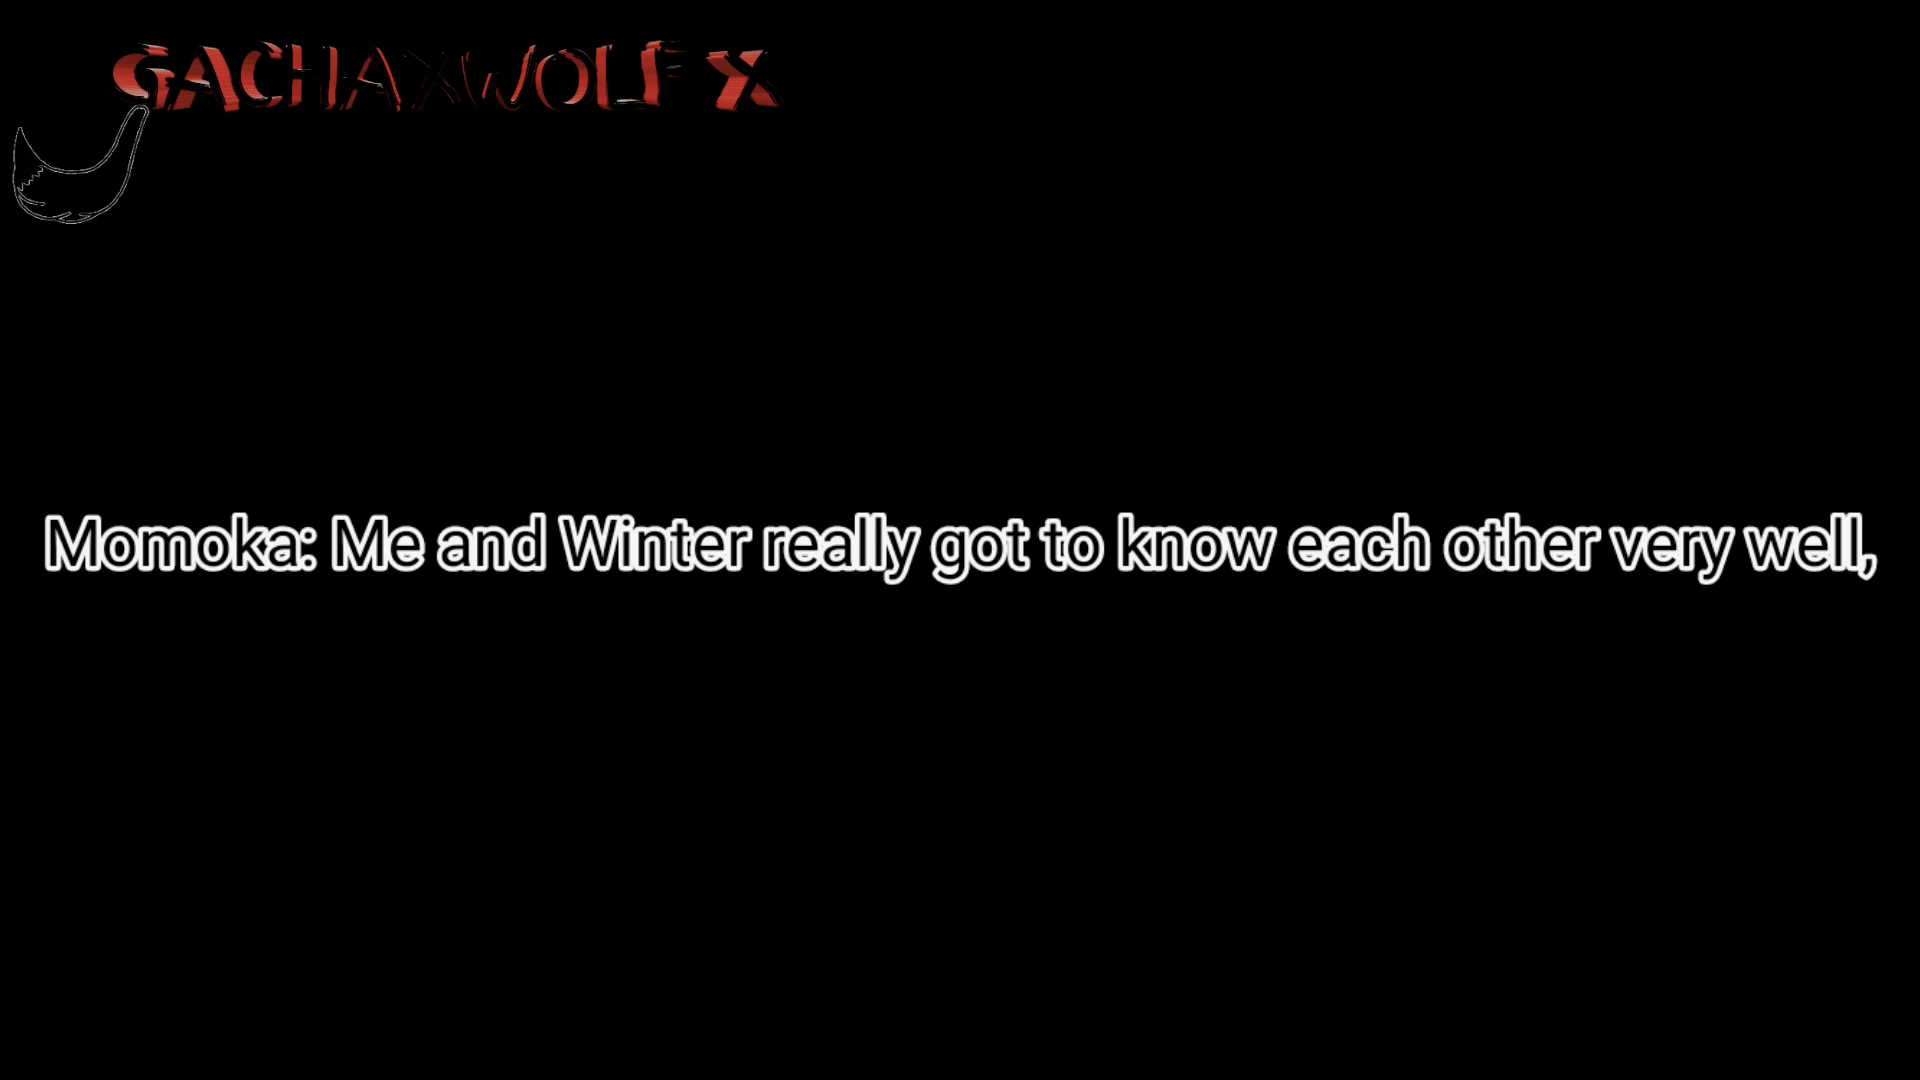 GACHAXWOLF X
Momoka: Me and Winter really got to know each other very well,